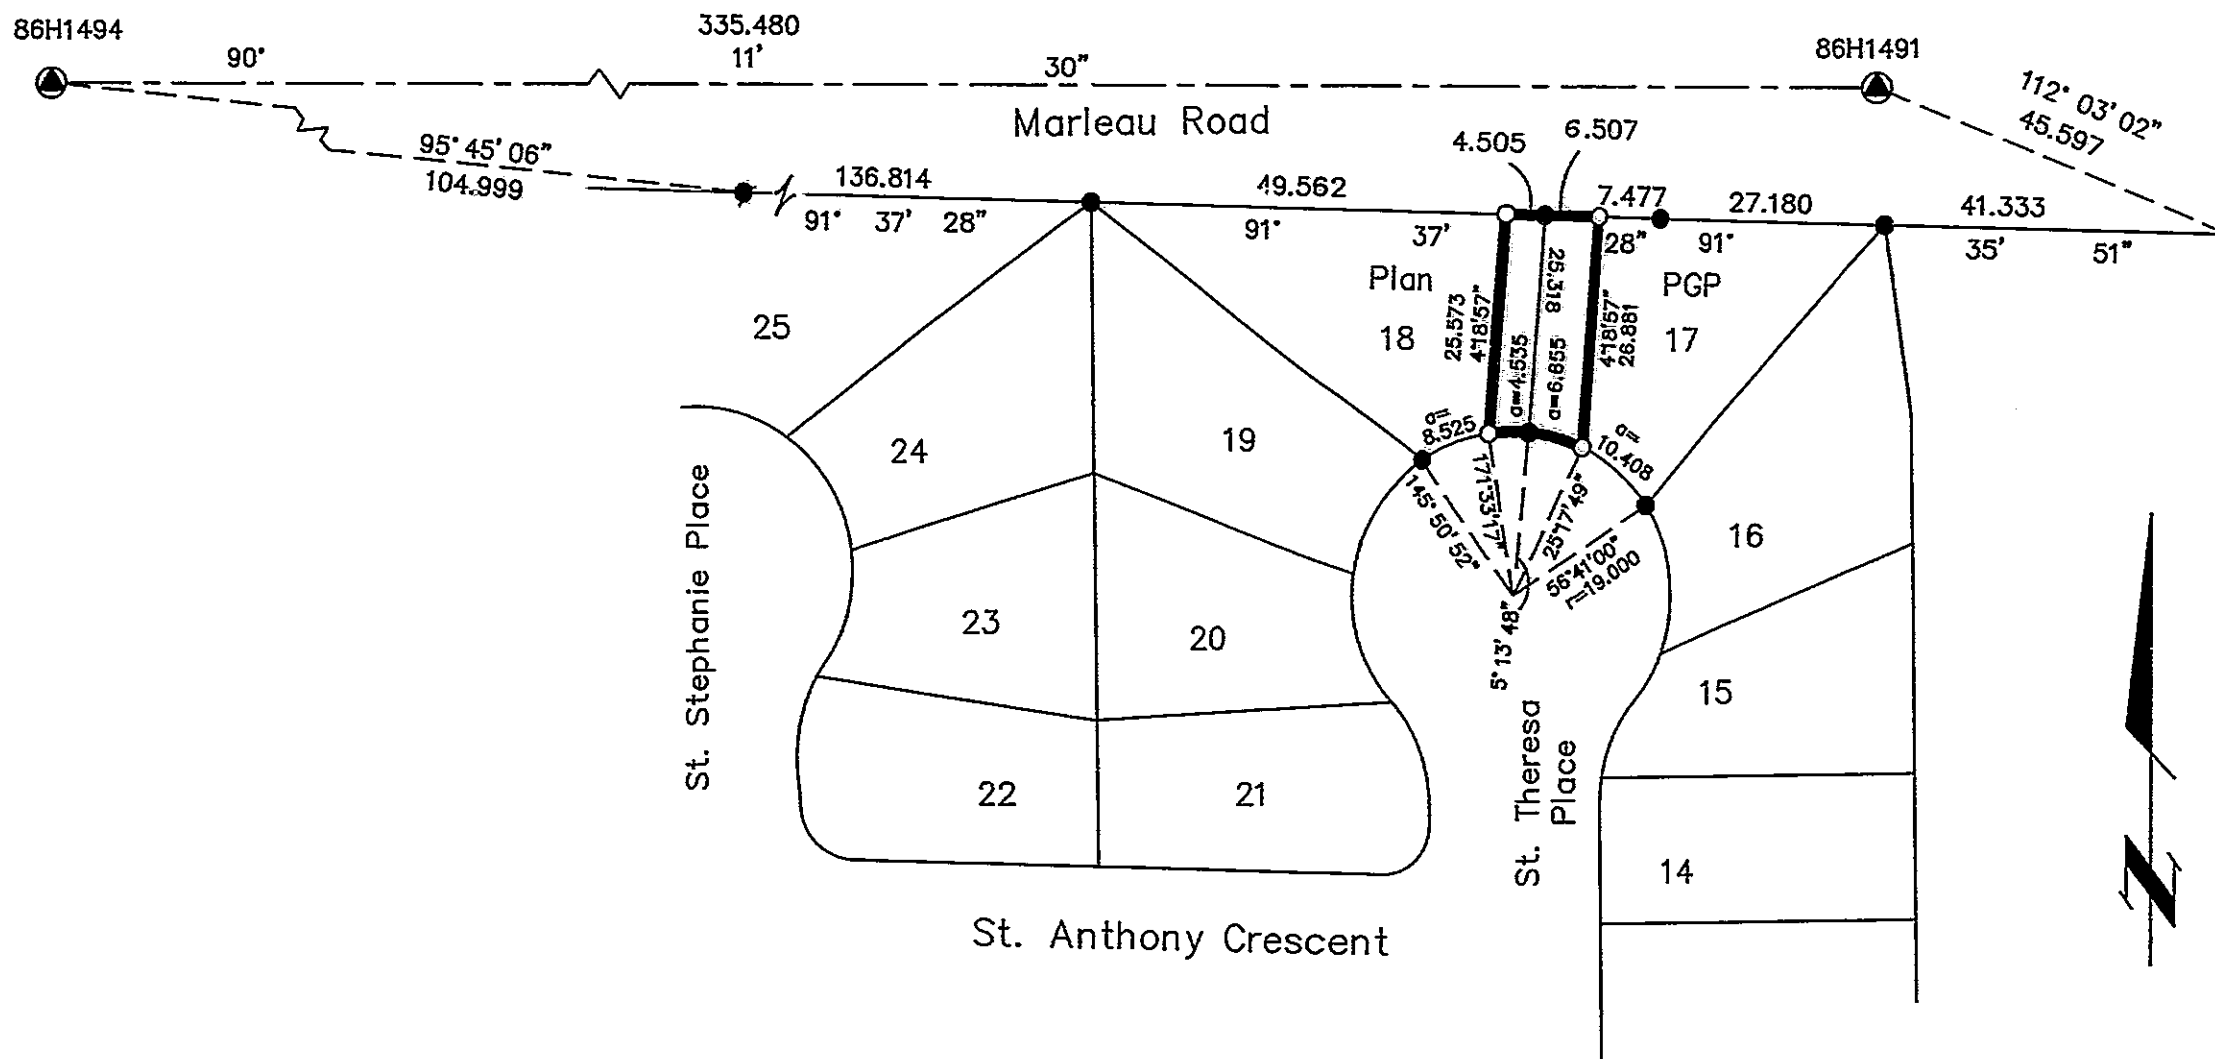 86H1494
90°
335.480
11'
30"
86H1491
112° 03' 02"
45.597
Marleau Road
95° 45' 06"
104.999
136.814
91° 37' 28"
49.562
91° 37'
4.505
6.507
7.477
28"
27.180
91°
41.333
35' 51"
Plan
PGP
25
18
17
25.573
4°18'57"
25.318
4°18'57"
26.881
a=4.535
a=6.855
a=
8.525
a=
10.408
24
19
16
145° 50' 52"
171°33'17"
25°17'49"
56°41'00"
r=19.000
5° 13' 48"
St. Stephanie Place
23
20
15
St. Theresa
Place
22
21
14
St. Anthony Crescent
N